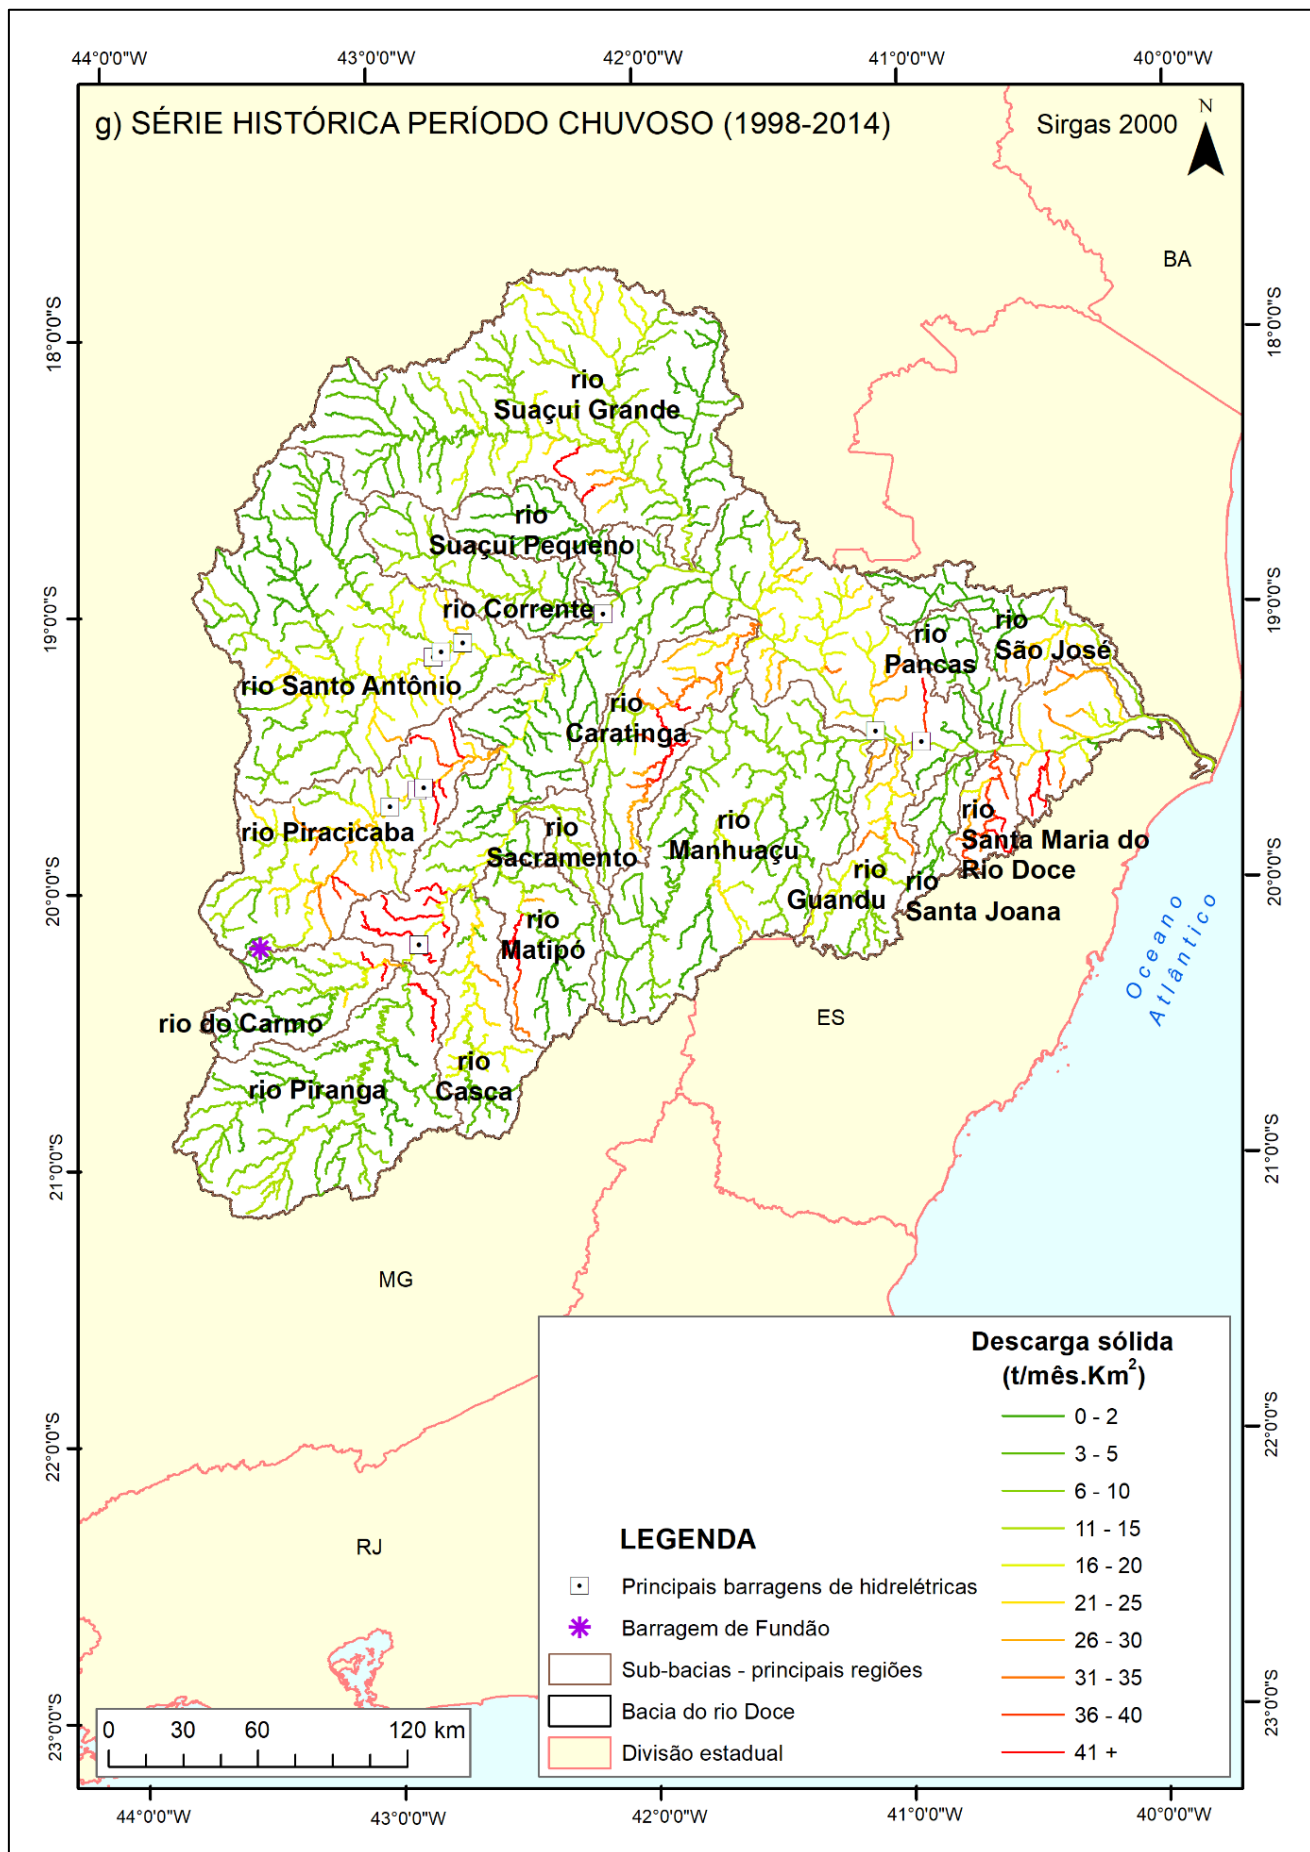 44°0'0"W 43°0'0"W 42°0'0"W 41°0'0"W 40°0'0"W
g) SÉRIE HISTÓRICA PERÍODO CHUVOSO (1998-2014)
Sirgas 2000
N
BA
18°0'0"S
18°0'0"S
rio
Suaçui Grande
rio
Suaçuí Pequeno
rio Corrente
19°0'0"S
19°0'0"S
rio
Pancas
rio
São José
rio Santo Antônio
rio
Caratinga
rio Piracicaba
rio
Sacramento
rio
Manhuaçu
rio
Santa Maria do
Rio Doce
rio
Guandu
rio
Santa Joana
20°0'0"S
20°0'0"S
rio
Matipó
Oceano
Atlântico
rio do Carmo
ES
rio Piranga
rio
Casca
21°0'0"S
21°0'0"S
MG
22°0'0"S
22°0'0"S
RJ
23°0'0"S
23°0'0"S
Descarga sólida
(t/mês.Km²)
0 - 2
3 - 5
6 - 10
11 - 15
16 - 20
21 - 25
26 - 30
31 - 35
36 - 40
41 +
LEGENDA
Principais barragens de hidrelétricas
Barragem de Fundão
Sub-bacias - principais regiões
Bacia do rio Doce
Divisão estadual
0 30 60 120 km
44°0'0"W 43°0'0"W 42°0'0"W 41°0'0"W 40°0'0"W